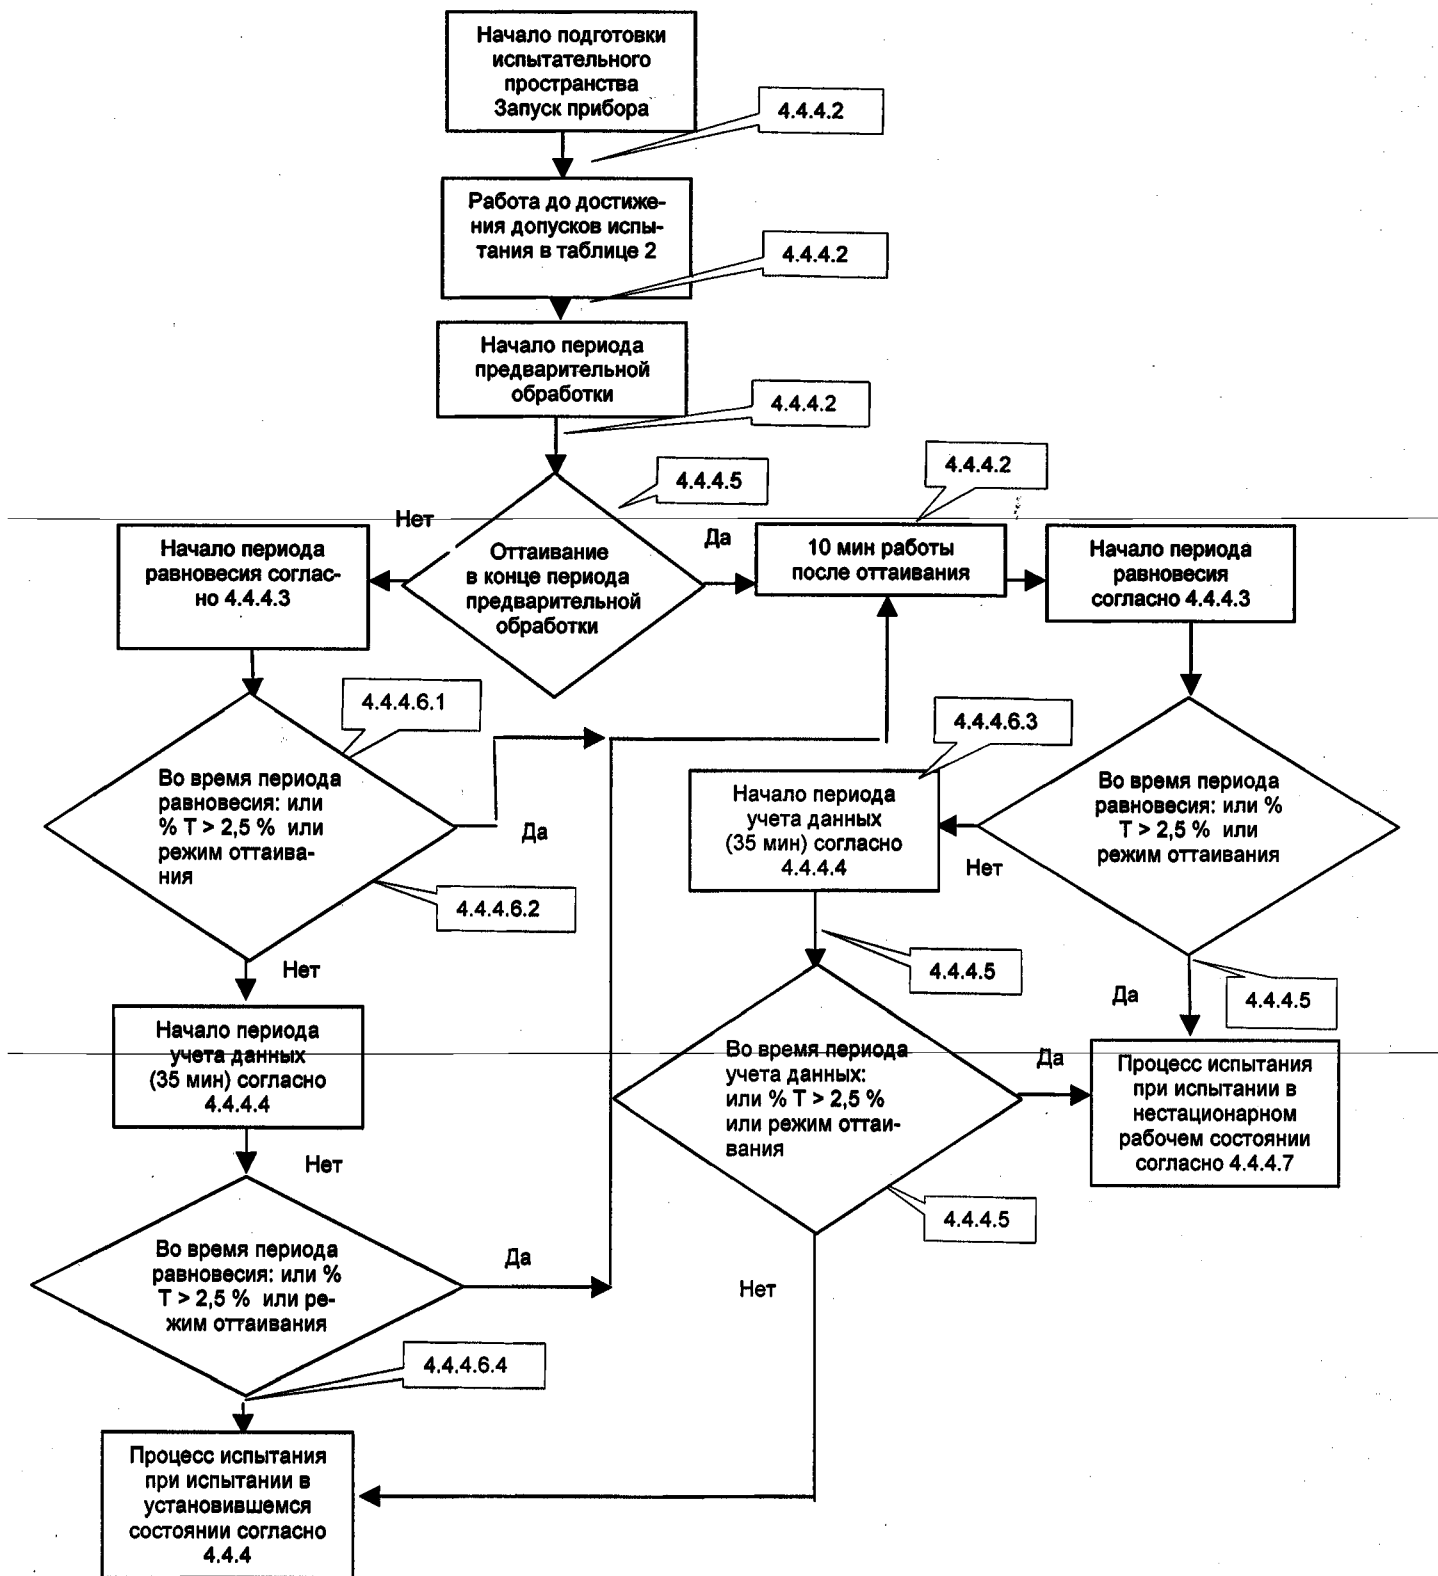 Начало подготовки
испытательного
пространства
Запуск прибора
4.4.4.2
Работа до достиже-
ния допусков испы-
тания в таблице 2
4.4.4.2
Начало периода
предварительной
обработки
4.4.4.2
4.4.4.5
4.4.4.2
Нет
Оттаивание
в конце периода
предварительной
обработки
Да
Начало периода
равновесия соглас-
но 4.4.4.3
10 мин работы
после оттаивания
Начало периода
равновесия
согласно 4.4.4.3
4.4.4.6.1
Во время периода
равновесия: или
% Т > 2,5 % или
режим оттаива-
ния
Да
4.4.4.6.2
Нет
4.4.4.6.3
Начало периода
учета данных
(35 мин) согласно
4.4.4.4
Нет
Во время периода
равновесия: или %
Т > 2,5 % или
режим оттаивания
4.4.4.5
Да
4.4.4.5
Начало периода
учета данных
(35 мин) согласно
4.4.4.4
Нет
Во время периода
учета данных:
или % Т > 2,5 %
или режим оттаи-
вания
Да
Процесс испытания
при испытании в
нестационарном
рабочем состоянии
согласно 4.4.4.7
4.4.4.5
Нет
Во время периода
равновесия: или %
Т > 2,5 % или ре-
жим оттаивания
Да
4.4.4.6.4
Процесс испытания
при испытании в
установившемся
состоянии согласно
4.4.4